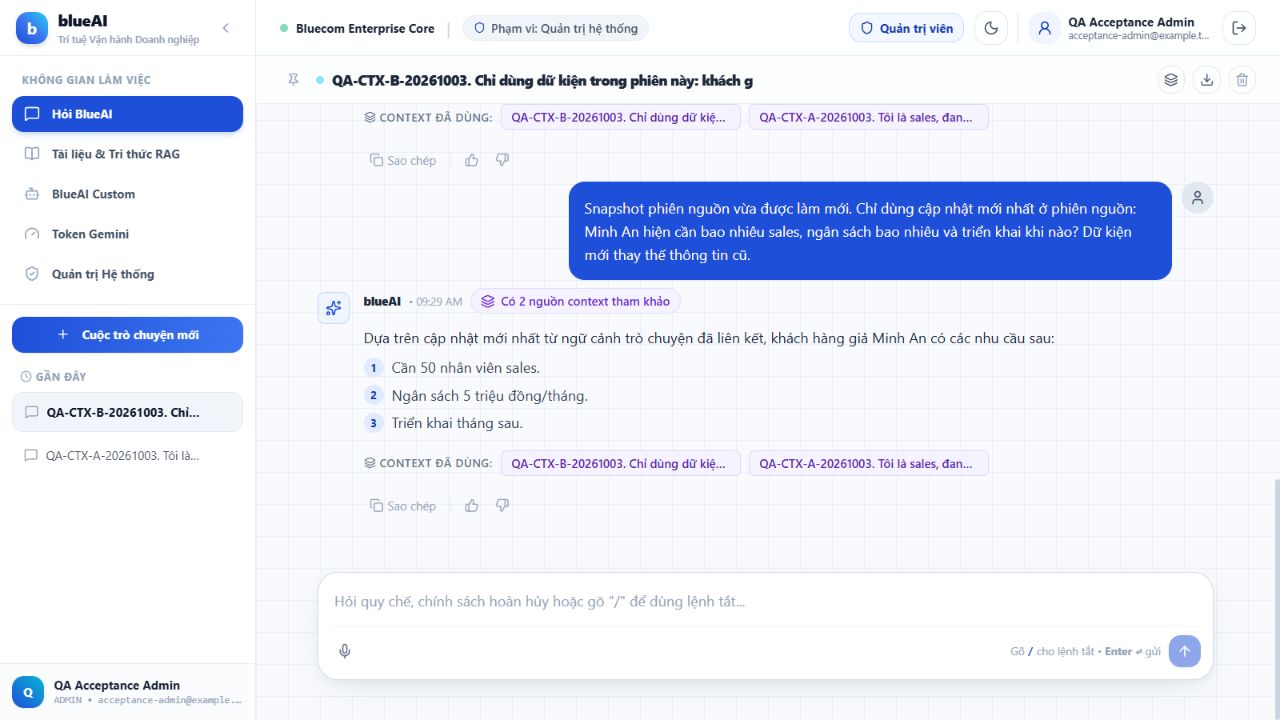 blueAI
Trí tuệ Vận hành Doanh nghiệp
KHÔNG GIAN LÀM VIỆC
Hỏi BlueAI
Tài liệu & Tri thức RAG
BlueAI Custom
Token Gemini
Quản trị Hệ thống
+ Cuộc trò chuyện mới
GẦN ĐÂY
QA-CTX-B-20261003. Chỉ...
QA-CTX-A-20261003. Tôi là...
Q
QA Acceptance Admin
ADMIN • acceptance-admin@example....
Bluecom Enterprise Core
Phạm vi: Quản trị hệ thống
Quản trị viên
QA Acceptance Admin
acceptance-admin@example.t...
QA-CTX-B-20261003. Chỉ dùng dữ kiện trong phiên này: khách g
CONTEXT ĐÃ DÙNG: QA-CTX-B-20261003. Chỉ dùng dữ kiệ... QA-CTX-A-20261003. Tôi là sales, đan...
Sao chép
Snapshot phiên nguồn vừa được làm mới. Chỉ dùng cập nhật mới nhất ở phiên nguồn:
Minh An hiện cần bao nhiêu sales, ngân sách bao nhiêu và triển khai khi nào? Dữ kiện
mới thay thế thông tin cũ.
blueAI • 09:29 AM Có 2 nguồn context tham khảo
Dựa trên cập nhật mới nhất từ ngữ cảnh trò chuyện đã liên kết, khách hàng giả Minh An có các nhu cầu sau:
1 Cần 50 nhân viên sales.
2 Ngân sách 5 triệu đồng/tháng.
3 Triển khai tháng sau.
CONTEXT ĐÃ DÙNG: QA-CTX-B-20261003. Chỉ dùng dữ kiệ... QA-CTX-A-20261003. Tôi là sales, đan...
Sao chép
Hỏi quy chế, chính sách hoàn hủy hoặc gõ "/" để dùng lệnh tắt...
Gõ / cho lệnh tắt • Enter ↵ gửi